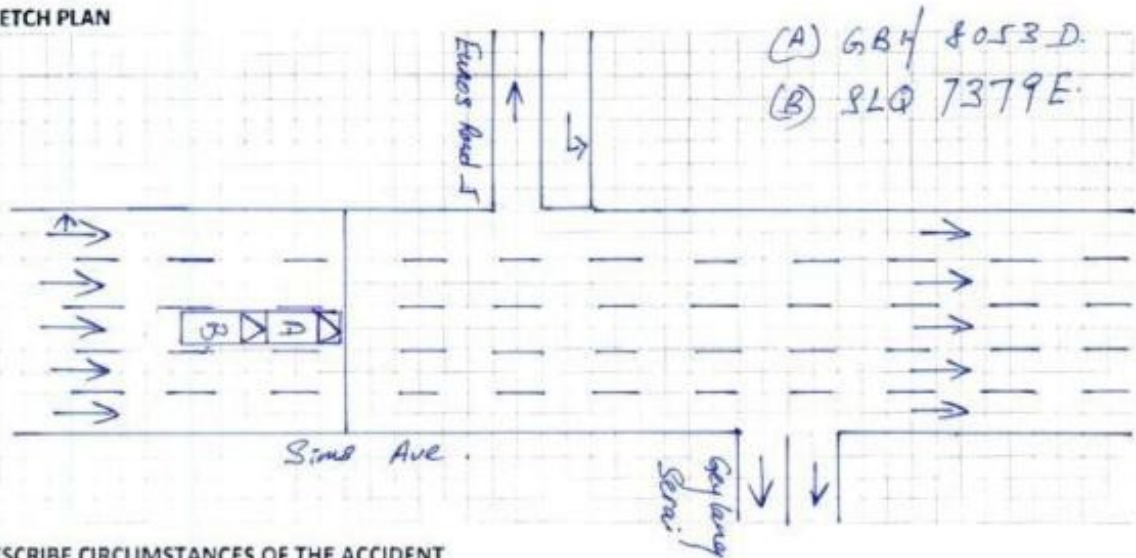 ETCH PLAN
(A) GBH 8053 D.
(B) SLQ 7379E.
Eunos Road 5
B A
Sims Ave.
Geylang
Serai
SCRIBE CIRCUMSTANCES OF THE ACCIDENT